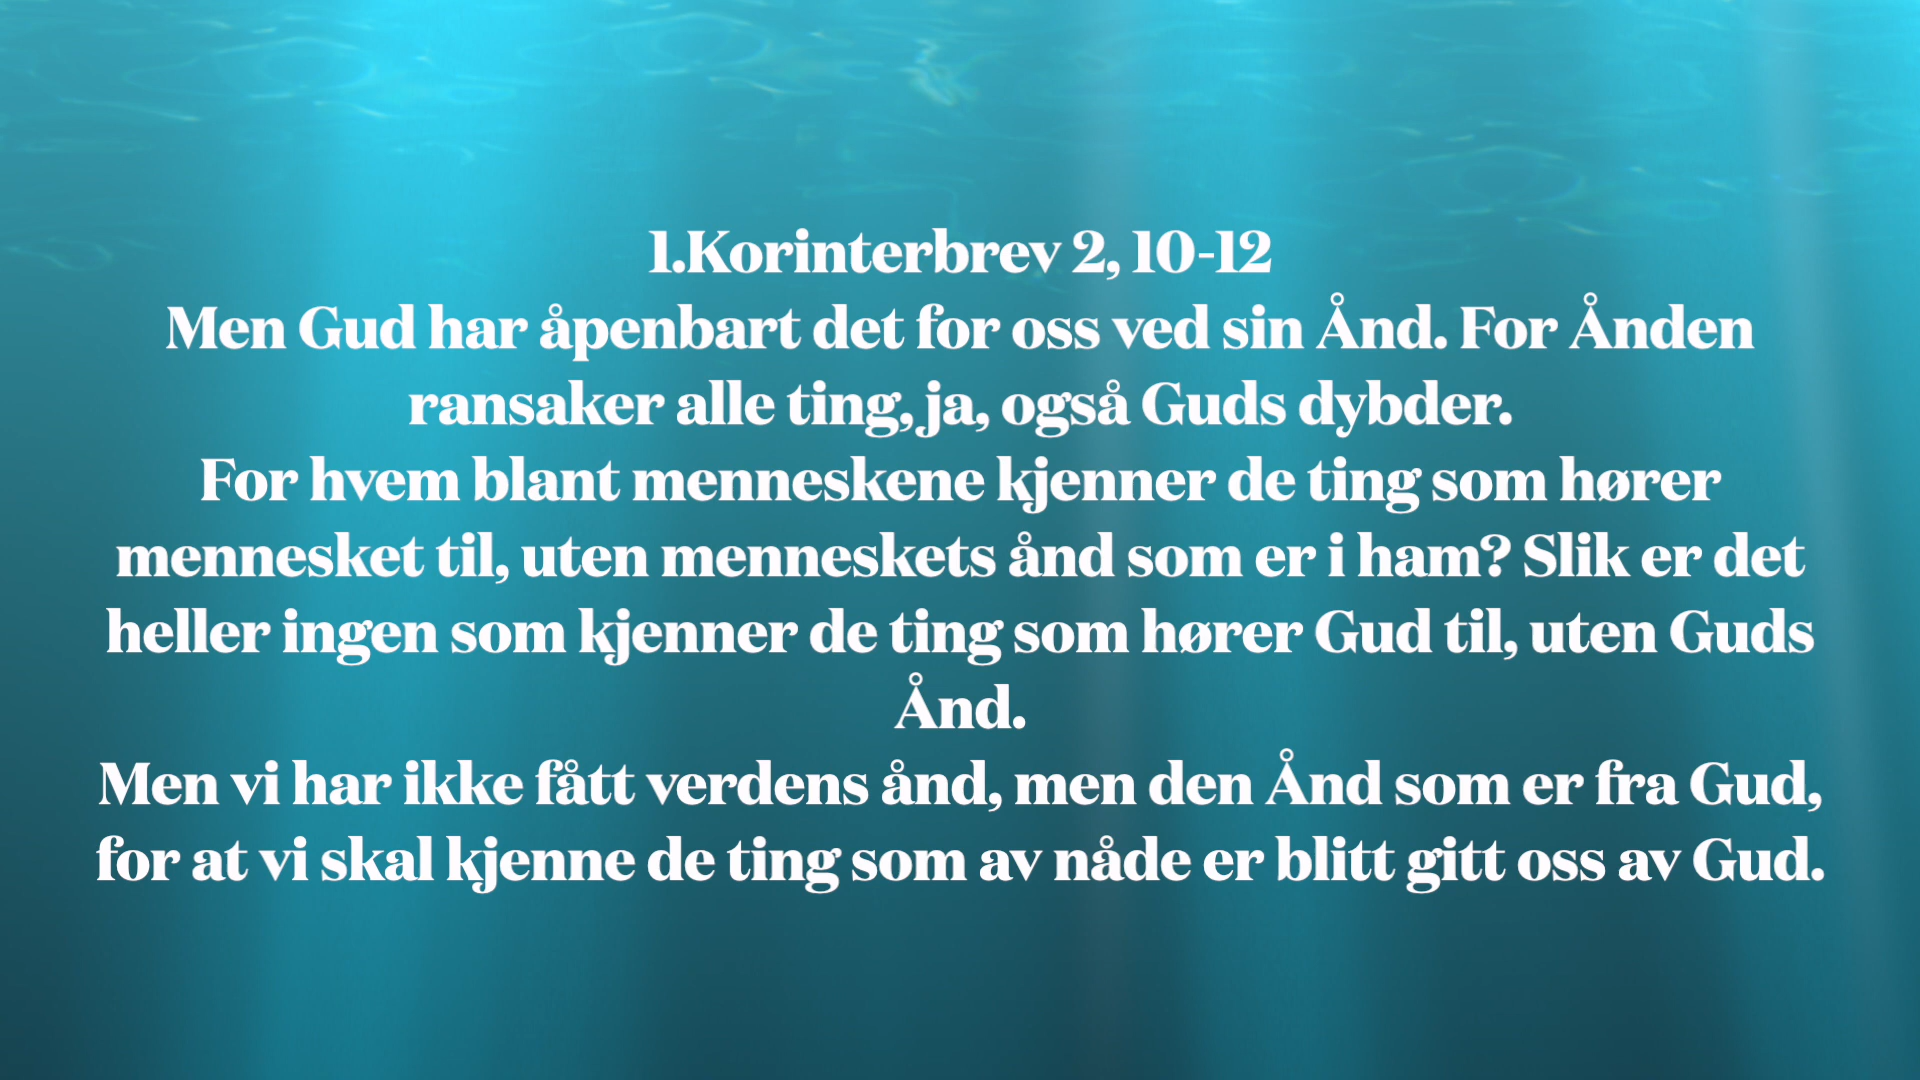 1.Korinterbrev 2, 10-12
Men Gud har åpenbart det for oss ved sin Ånd. For Ånden
ransaker alle ting, ja, også Guds dybder.
For hvem blant menneskene kjenner de ting som hører
mennesket til, uten menneskets ånd som er i ham? Slik er det
heller ingen som kjenner de ting som hører Gud til, uten Guds
Ånd.
Men vi har ikke fått verdens ånd, men den Ånd som er fra Gud,
for at vi skal kjenne de ting som av nåde er blitt gitt oss av Gud.